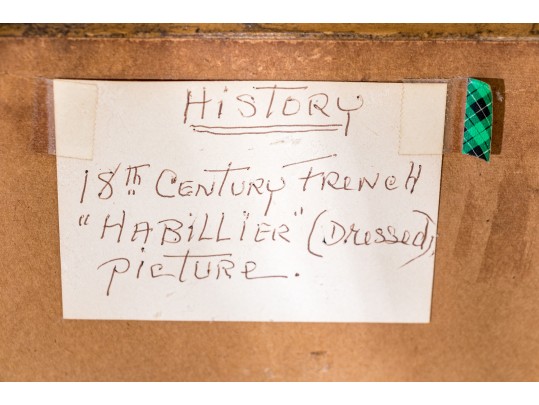 HISTORY
18TH CENTURY FRENCH
"HABILLIER" (Dressed)
PICTURE.